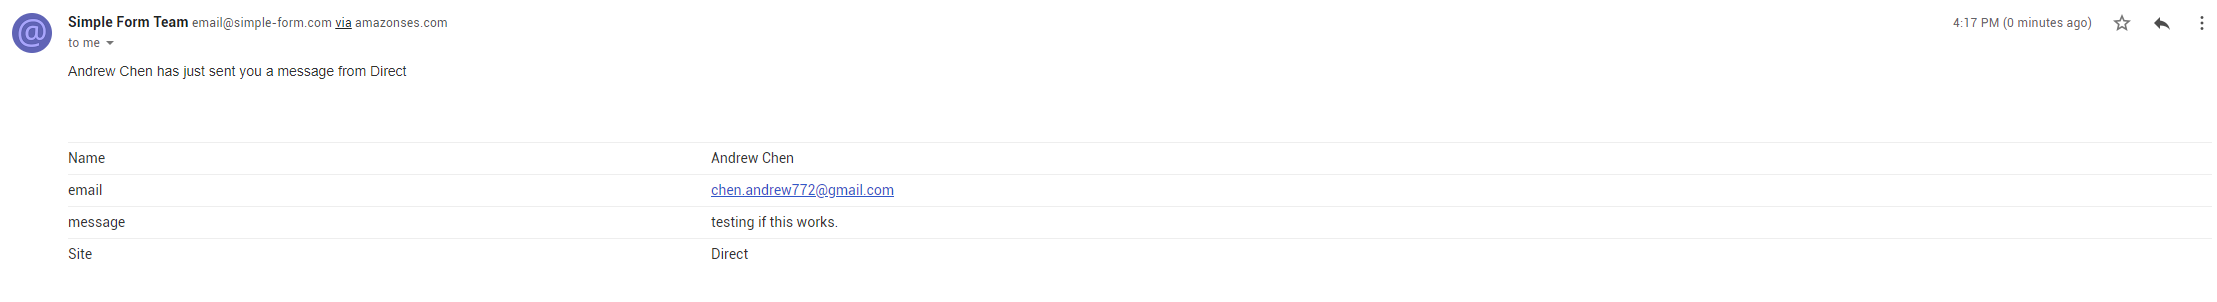 @
Simple Form Team email@simple-form.com via amazonses.com
4:17 PM (0 minutes ago)
to me
Andrew Chen has just sent you a message from Direct
Name Andrew Chen
email chen.andrew772@gmail.com
message testing if this works.
Site Direct